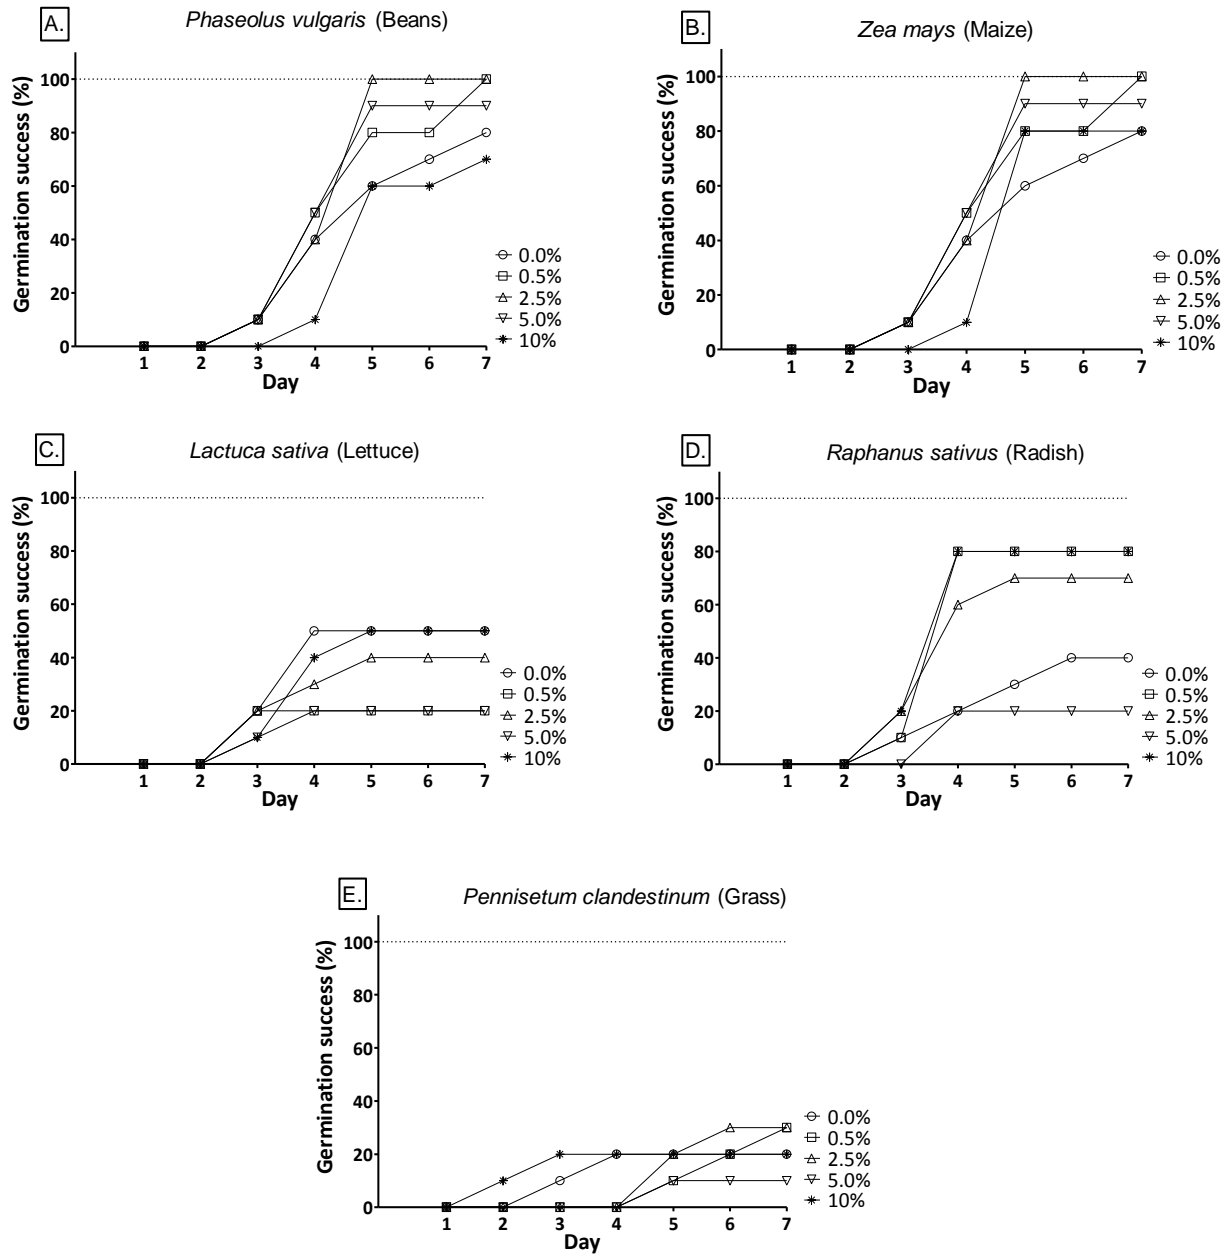 A.
Phaseolus vulgaris (Beans)
Germination success (%)
100
80
60
40
20
0
1 2 3 4 5 6 7
Day
0.0%
0.5%
2.5%
5.0%
10%
B.
Zea mays (Maize)
Germination success (%)
100
80
60
40
20
0
1 2 3 4 5 6 7
Day
0.0%
0.5%
2.5%
5.0%
10%
C.
Lactuca sativa (Lettuce)
Germination success (%)
100
80
60
40
20
0
1 2 3 4 5 6 7
Day
0.0%
0.5%
2.5%
5.0%
10%
D.
Raphanus sativus (Radish)
Germination success (%)
100
80
60
40
20
0
1 2 3 4 5 6 7
Day
0.0%
0.5%
2.5%
5.0%
10%
E.
Pennisetum clandestinum (Grass)
Germination success (%)
100
80
60
40
20
0
1 2 3 4 5 6 7
Day
0.0%
0.5%
2.5%
5.0%
10%